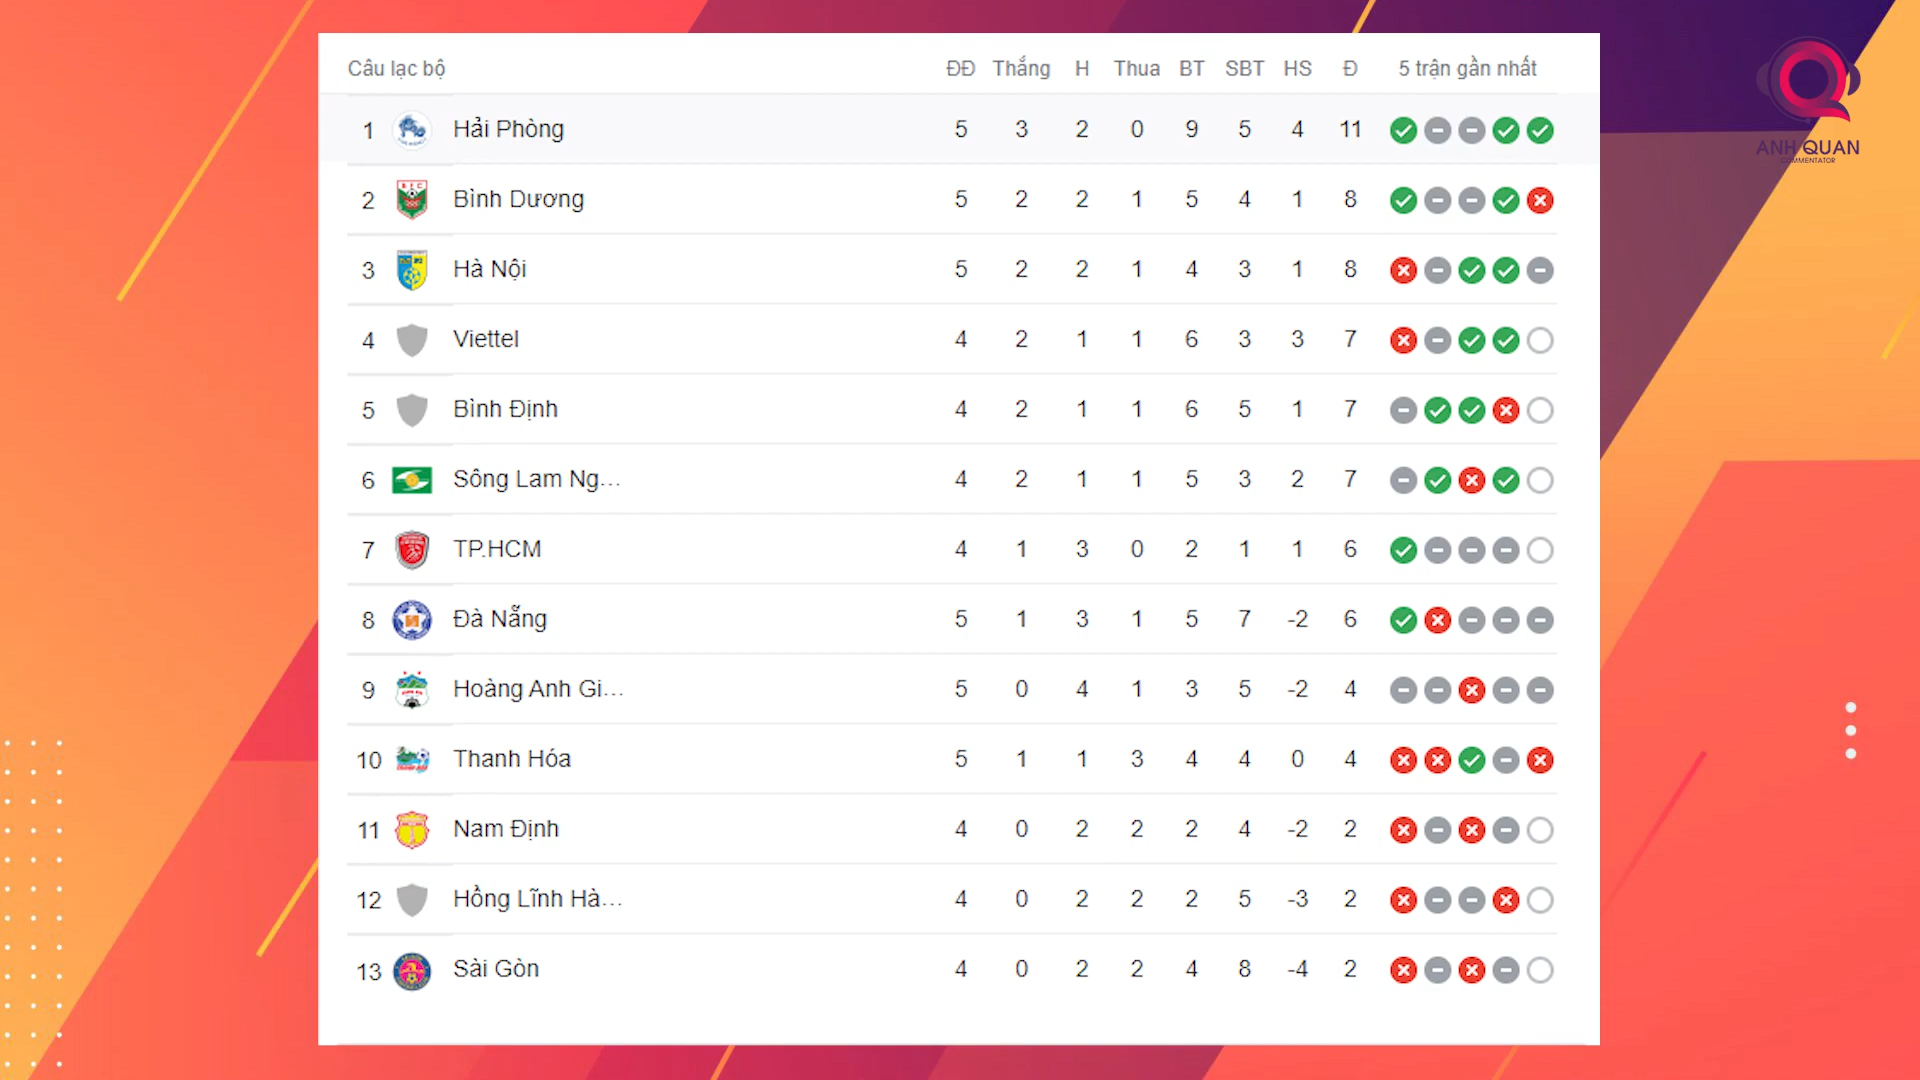 Câu lạc bộ ĐĐ Thắng H Thua BT SBT HS Đ 5 trận gần nhất
1 Hải Phòng 5 3 2 0 9 5 4 11
2 Bình Dương 5 2 2 1 5 4 1 8
3 Hà Nội 5 2 2 1 4 3 1 8
4 Viettel 4 2 1 1 6 3 3 7
5 Bình Định 4 2 1 1 6 5 1 7
6 Sông Lam Ng... 4 2 1 1 5 3 2 7
7 TP.HCM 4 1 3 0 2 1 1 6
8 Đà Nẵng 5 1 3 1 5 7 -2 6
9 Hoàng Anh Gi... 5 0 4 1 3 5 -2 4
10 Thanh Hóa 5 1 1 3 4 4 0 4
11 Nam Định 4 0 2 2 2 4 -2 2
12 Hồng Lĩnh Hà... 4 0 2 2 2 5 -3 2
13 Sài Gòn 4 0 2 2 4 8 -4 2
ANH QUAN
COMMENTATOR